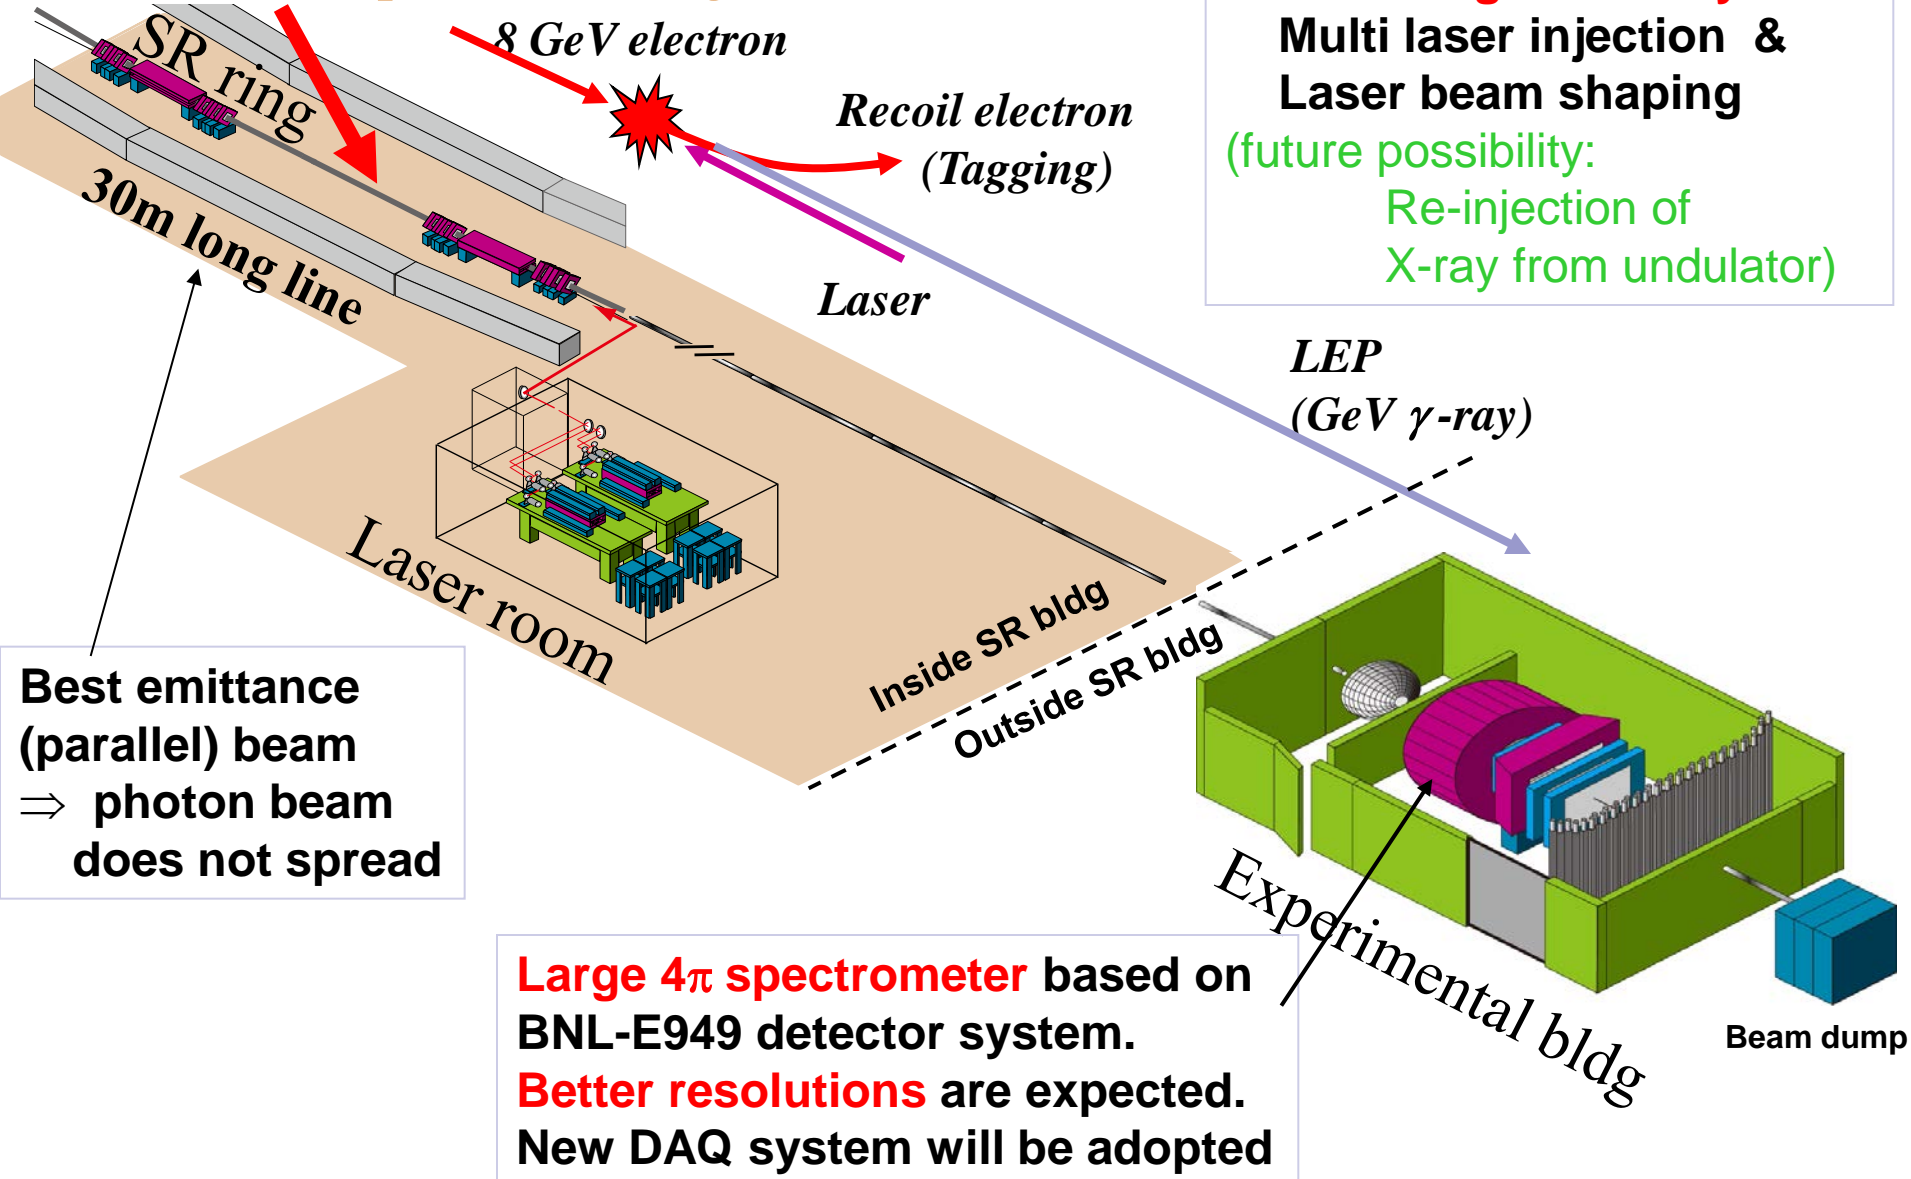 8 GeV electron
SR ring
Recoil electron
(Tagging)
Multi laser injection &
Laser beam shaping
(future possibility:
Re-injection of
X-ray from undulator)
30m long line
Laser
LEP
(GeV γ-ray)
Laser room
Inside SR bldg
Outside SR bldg
Best emittance
(parallel) beam
⇒ photon beam
does not spread
Experimental bldg
Large 4π spectrometer based on
BNL-E949 detector system.
Better resolutions are expected.
New DAQ system will be adopted
Beam dump